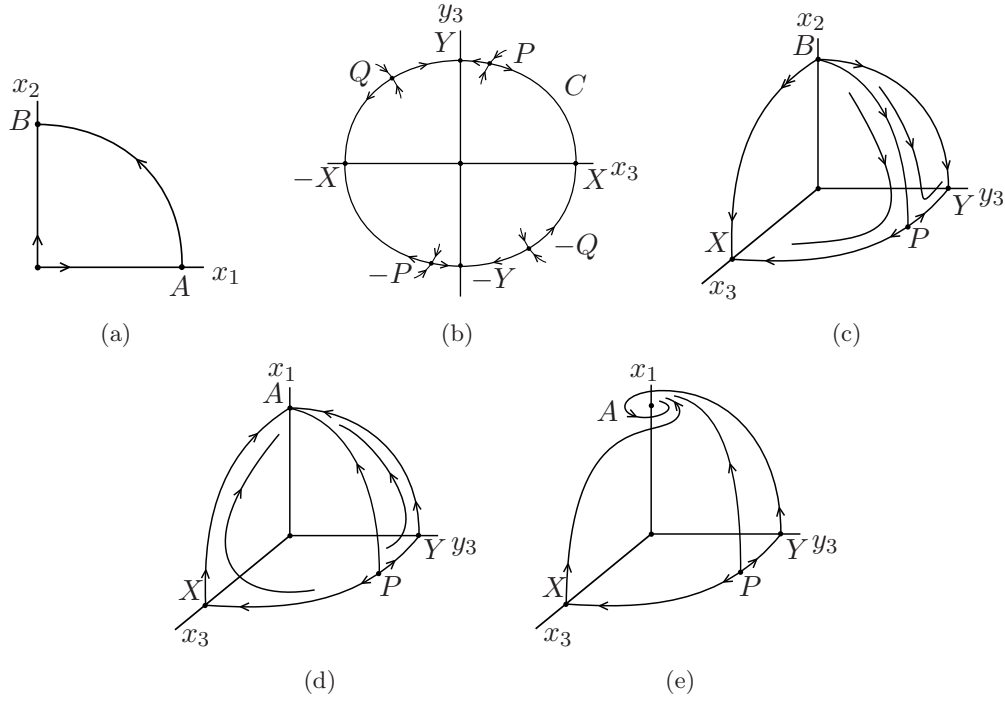 x₂
B
A
x₁
(a)
y₃
Y
P
Q
C
−X
X
x₃
−Q
−P
−Y
(b)
x₂
B
X
P
Y
y₃
x₃
(c)
x₁
A
X
P
Y
y₃
x₃
(d)
x₁
A
X
P
Y
y₃
x₃
(e)